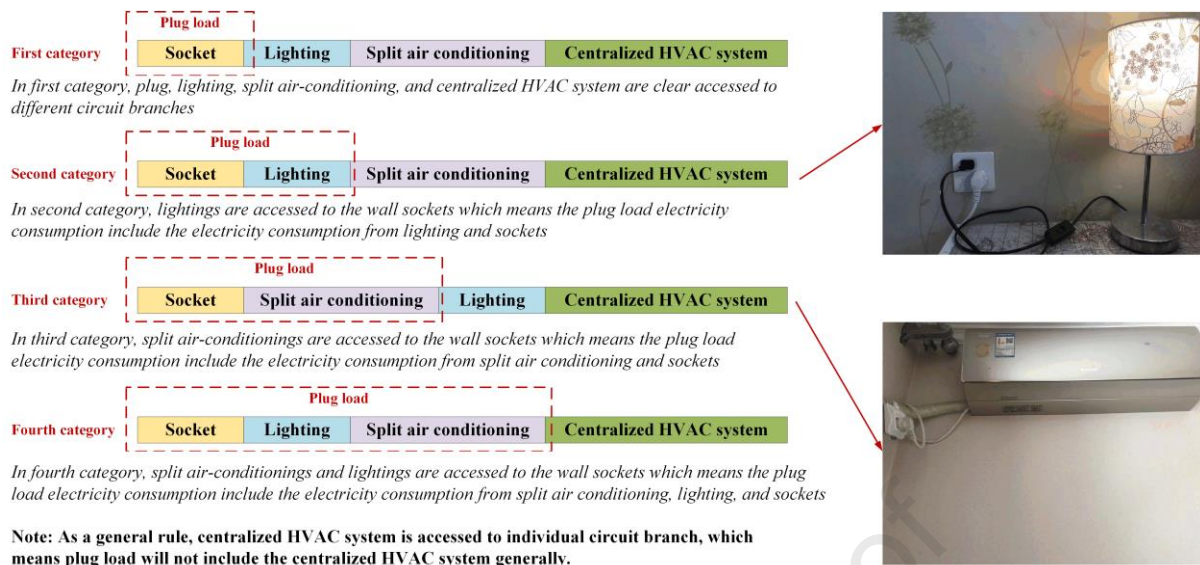 Plug load
First category
Socket
Lighting
Split air conditioning
Centralized HVAC system
In first category, plug, lighting, split air-conditioning, and centralized HVAC system are clear accessed to
different circuit branches
Plug load
Second category
Socket
Lighting
Split air conditioning
Centralized HVAC system
In second category, lightings are accessed to the wall sockets which means the plug load electricity
consumption include the electricity consumption from lighting and sockets
Plug load
Third category
Socket
Split air conditioning
Lighting
Centralized HVAC system
In third category, split air-conditionings are accessed to the wall sockets which means the plug load
electricity consumption include the electricity consumption from split air conditioning and sockets
Plug load
Fourth category
Socket
Lighting
Split air conditioning
Centralized HVAC system
In fourth category, split air-conditionings and lightings are accessed to the wall sockets which means the plug
load electricity consumption include the electricity consumption from split air conditioning, lighting, and sockets
Note: As a general rule, centralized HVAC system is accessed to individual circuit branch, which
means plug load will not include the centralized HVAC system generally.